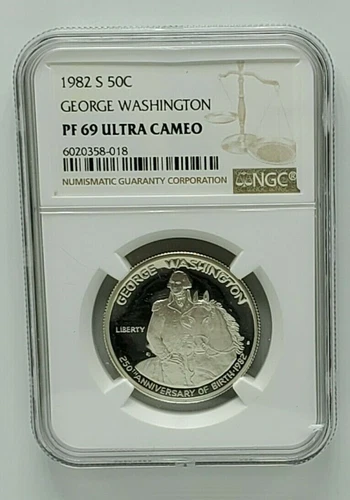 1982 S 50C
GEORGE WASHINGTON
PF 69 ULTRA CAMEO
6020358-018
NUMISMATIC GUARANTY CORPORATION
NGC®
GEORGE WASHINGTON
LIBERTY
250TH ANNIVERSARY OF BIRTH 1982